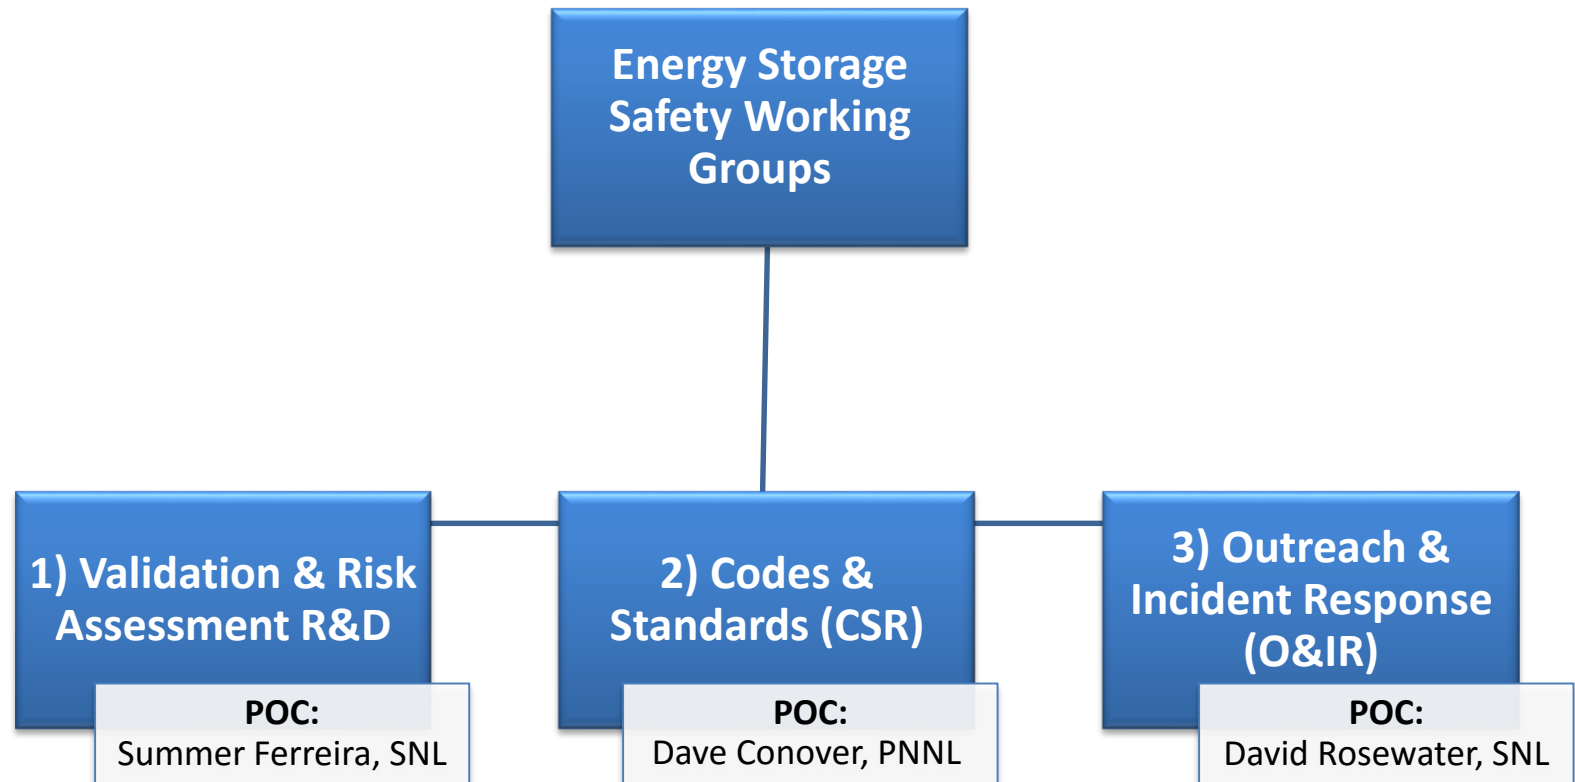 Energy Storage
Safety Working
Groups
1) Validation & Risk
Assessment R&D
POC:
Summer Ferreira, SNL
2) Codes &
Standards (CSR)
POC:
Dave Conover, PNNL
3) Outreach &
Incident Response
(O&IR)
POC:
David Rosewater, SNL